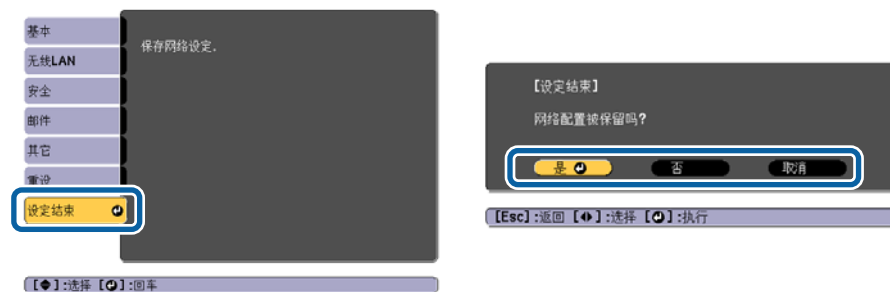 基本
无线LAN
安全
邮件
其它
重设
设定结束
保存网络设定.
[◆]:选择 [⏎]:回车
【设定结束】
网络配置被保留吗?
是 否 取消
[Esc]:返回 [◆]:选择 [⏎]:执行